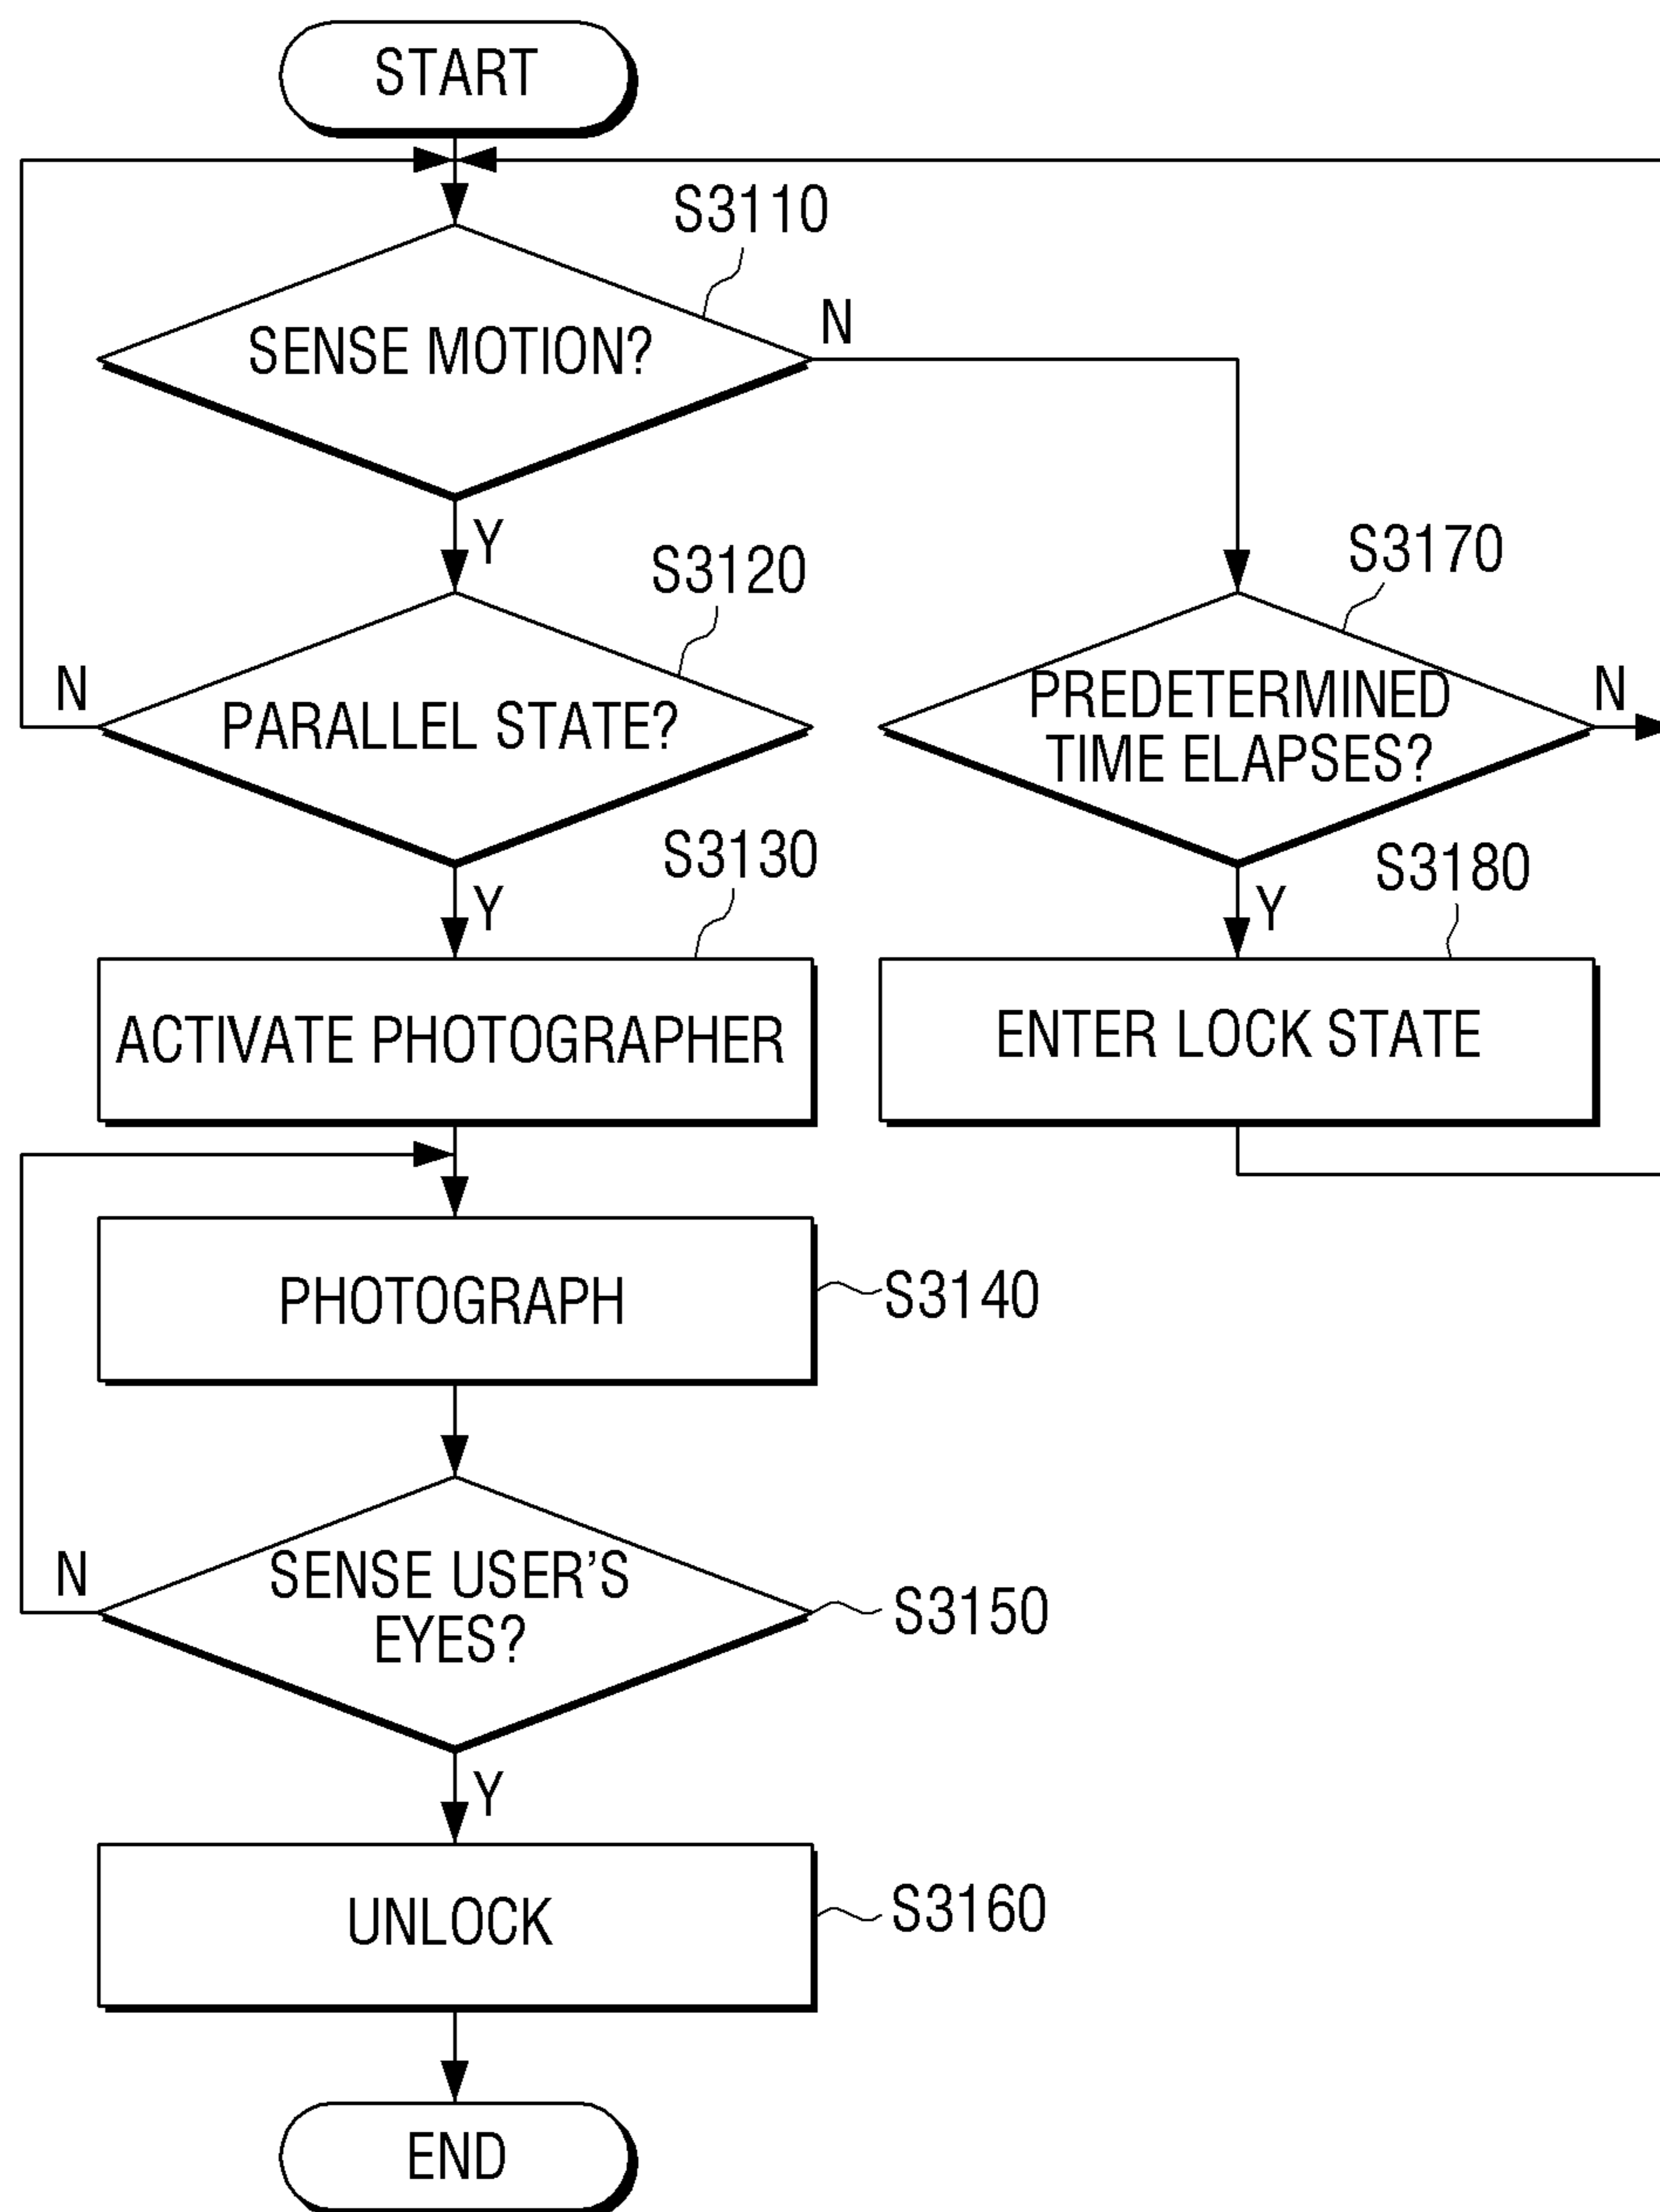 START
S3110
SENSE MOTION?
N
Y
S3120
PARALLEL STATE?
N
S3170
PREDETERMINED
TIME ELAPSES?
N
Y
S3130
ACTIVATE PHOTOGRAPHER
Y
S3180
ENTER LOCK STATE
PHOTOGRAPH
S3140
SENSE USER'S
EYES?
N
S3150
Y
UNLOCK
S3160
END